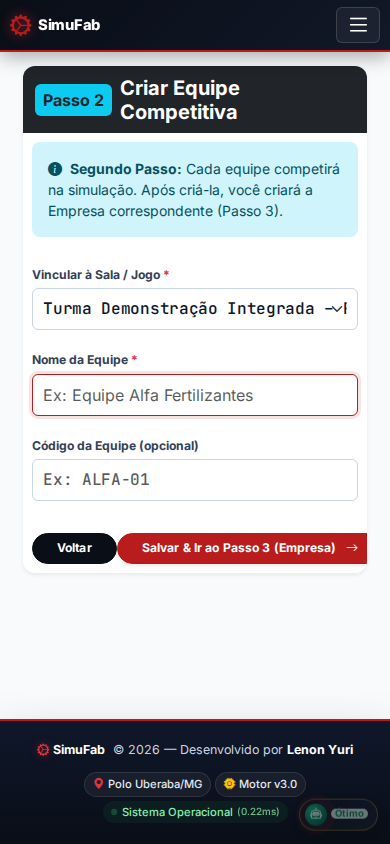 SimuFab
Passo 2
Criar Equipe
Competitiva
Segundo Passo: Cada equipe competirá
na simulação. Após criá-la, você criará a
Empresa correspondente (Passo 3).
Vincular à Sala / Jogo *
Turma Demonstração Integrada
Nome da Equipe *
Ex: Equipe Alfa Fertilizantes
Código da Equipe (opcional)
Ex: ALFA-01
Voltar
Salvar & Ir ao Passo 3 (Empresa) →
SimuFab © 2026 — Desenvolvido por Lenon Yuri
Polo Uberaba/MG
Motor v3.0
Sistema Operacional (0.22ms)
Ótimo